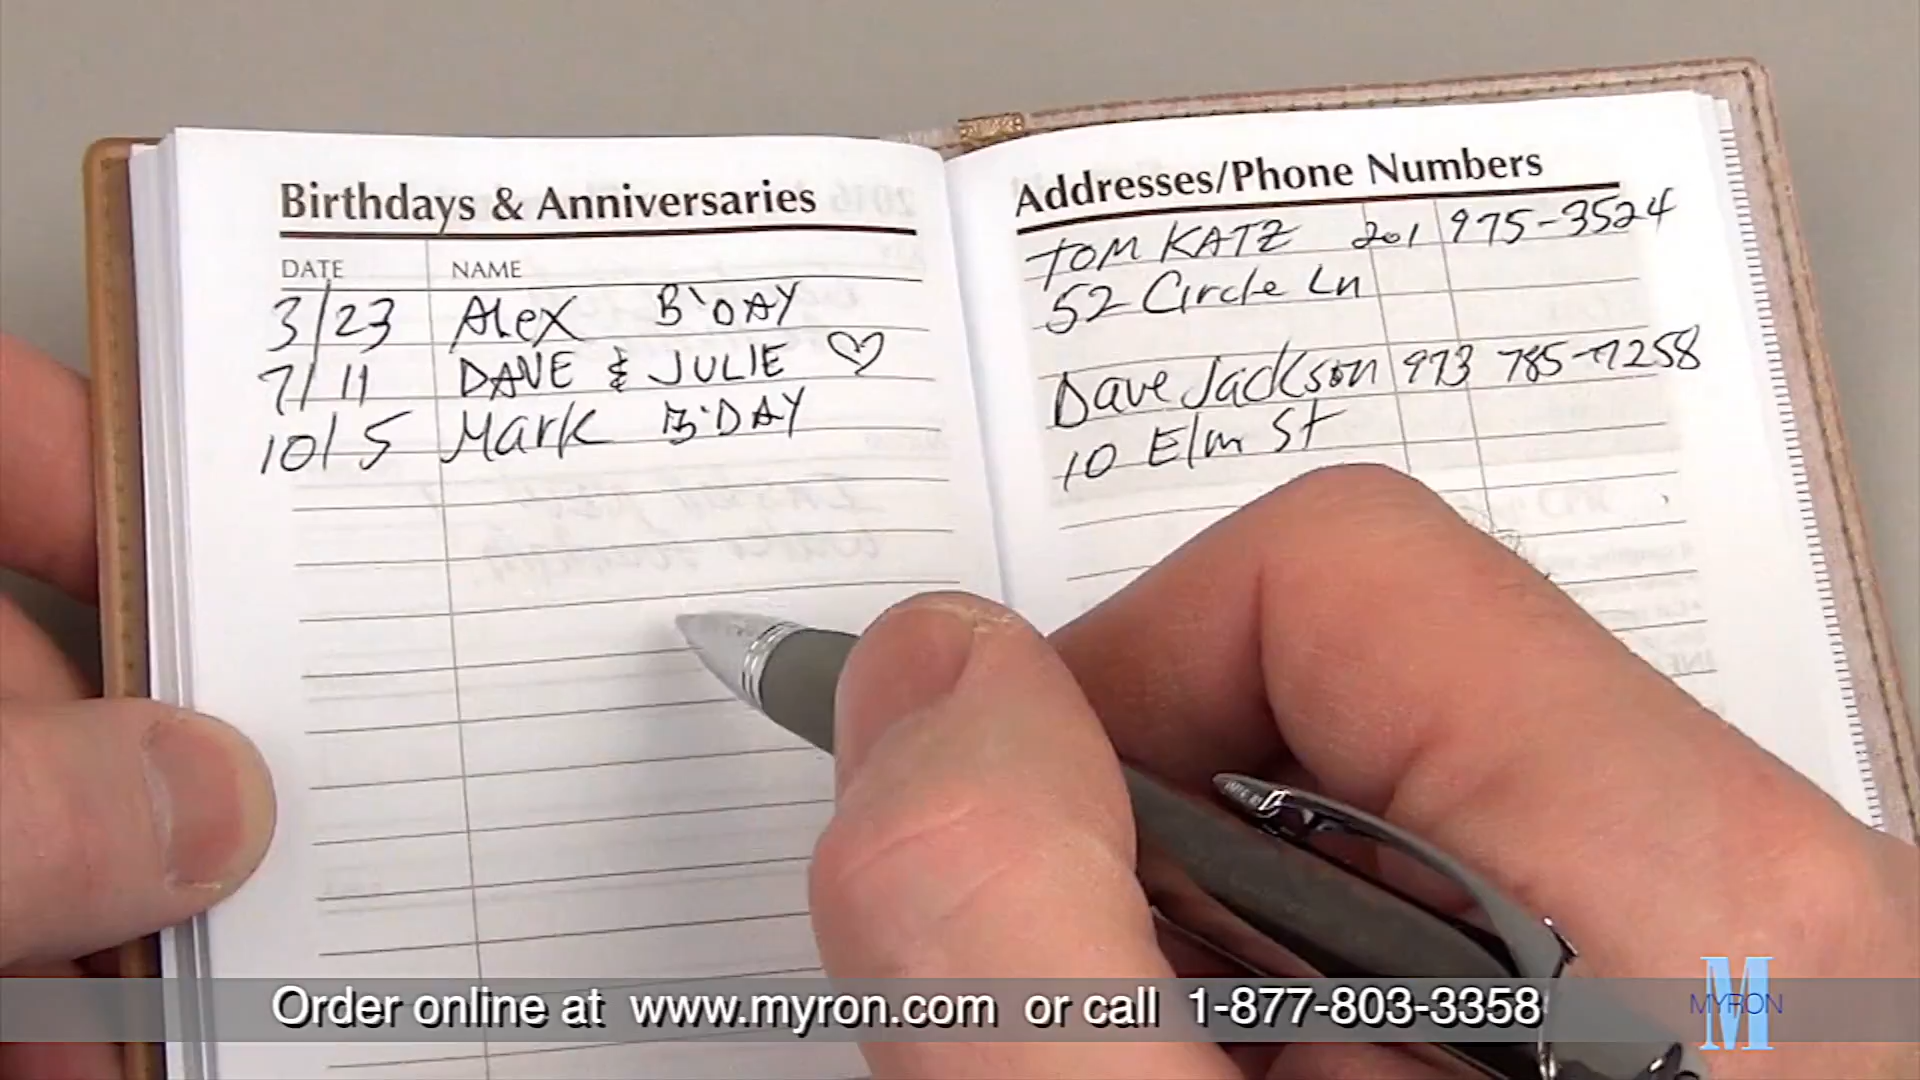 Birthdays & Anniversaries
DATE NAME
3/23 Alex B'DAY
7/11 DAVE & JULIE ♡
10/5 Mark B'DAY
Addresses/Phone Numbers
TOM KATZ 201 975-3524
52 Circle Ln
Dave Jackson 973 785-7258
10 Elm St
Order online at www.myron.com or call 1-877-803-3358
MYRON
M